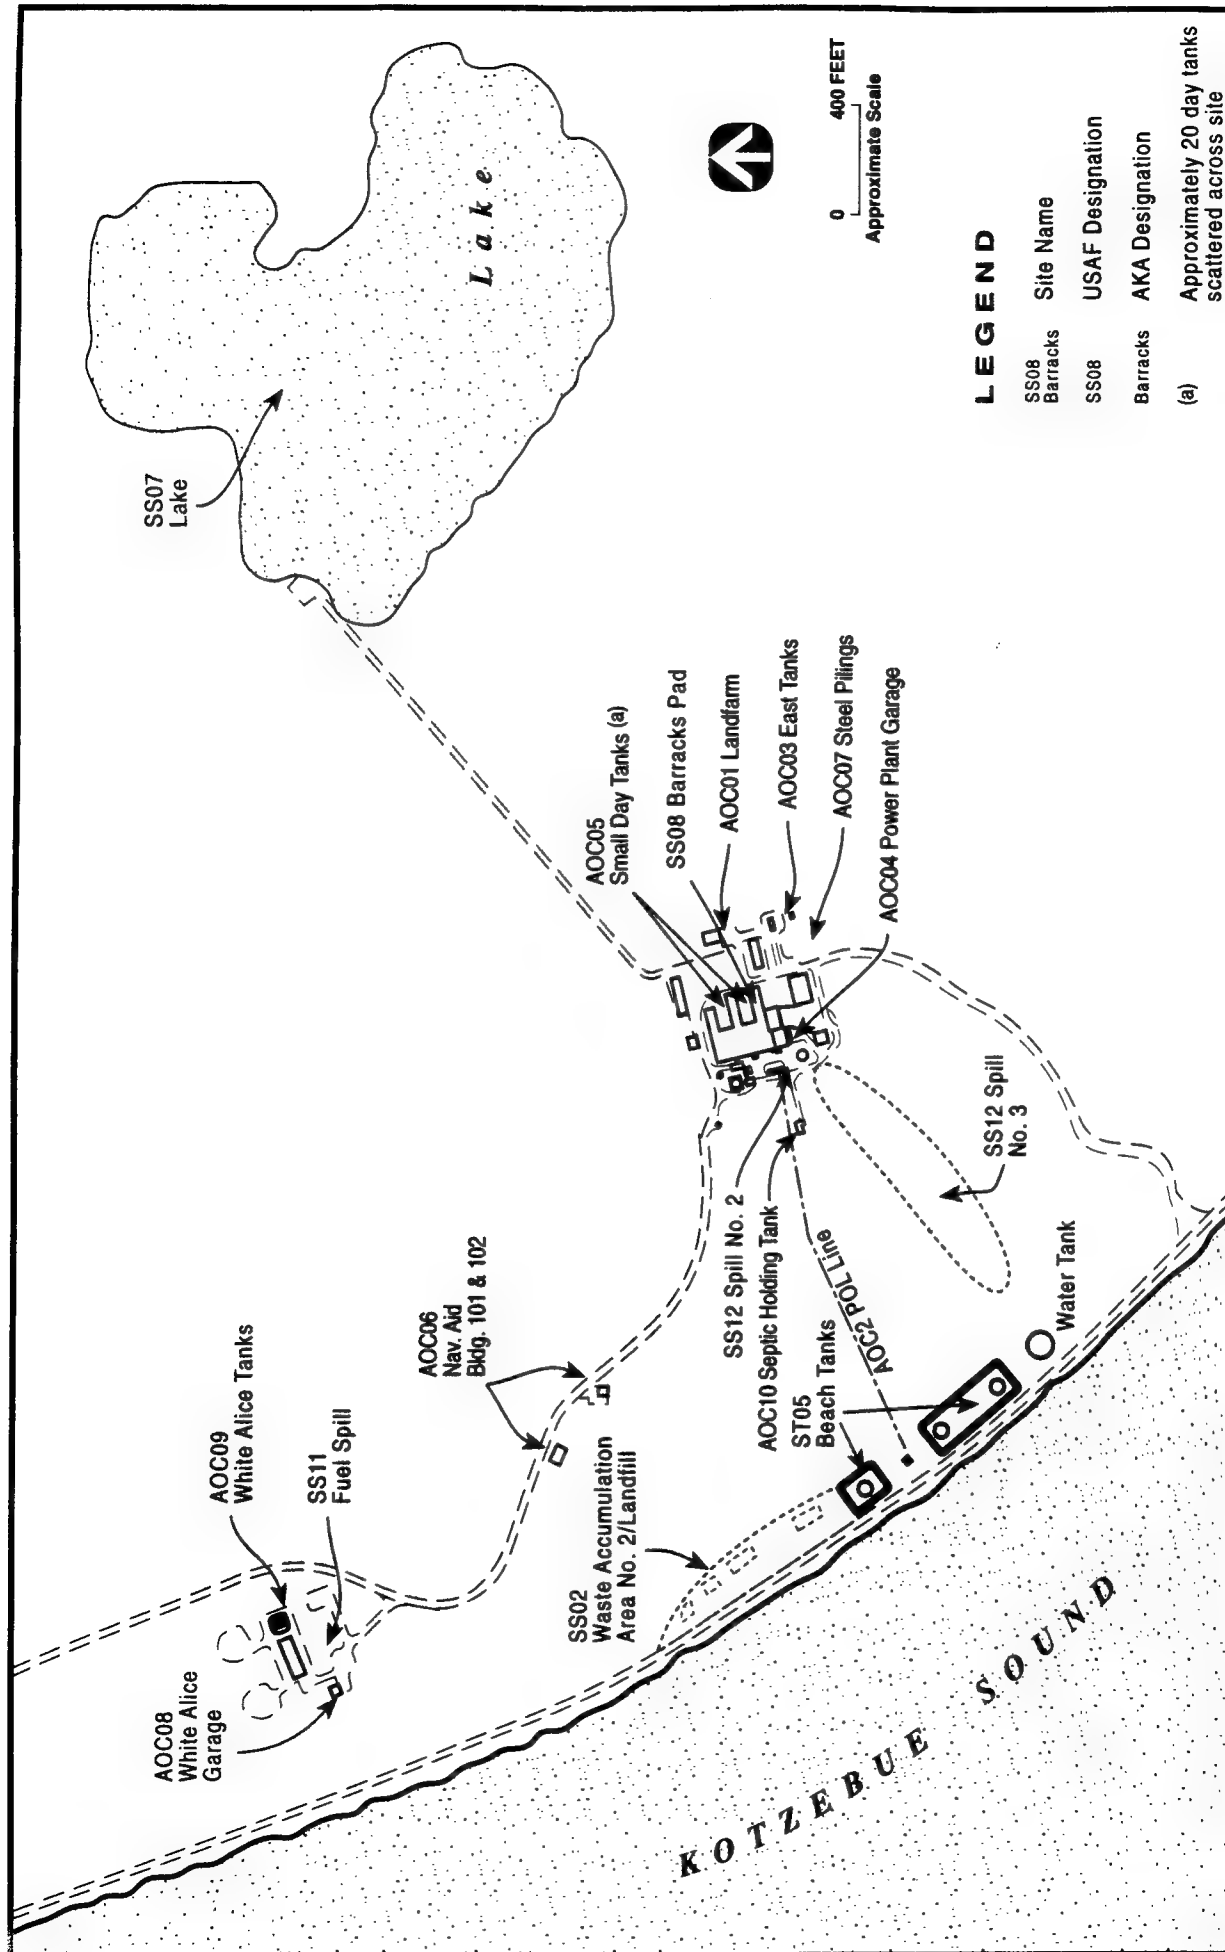 AOC08
White Alice
Garage
AOC09
White Alice Tanks
SS11
Fuel Spill
AOC06
Nav. Aid
Bldg. 101 & 102
SS07
Lake
Lake
SS02
Waste Accumulation
Area No. 2/Landfill
SS12 Spill No. 2
AOC10 Septic Holding Tank
ST05
Beach Tanks
AOC2 POL Line
AOC05
Small Day Tanks (a)
SS08 Barracks Pad
AOC01 Landfarm
AOC03 East Tanks
AOC07 Steel Pilings
AOC04 Power Plant Garage
SS12 Spill
No. 3
Water Tank
KOTZEBUE SOUND
0 400 FEET
Approximate Scale
LEGEND
SS08
Barracks Site Name
SS08 USAF Designation
Barracks AKA Designation
(a) Approximately 20 day tanks
scattered across site